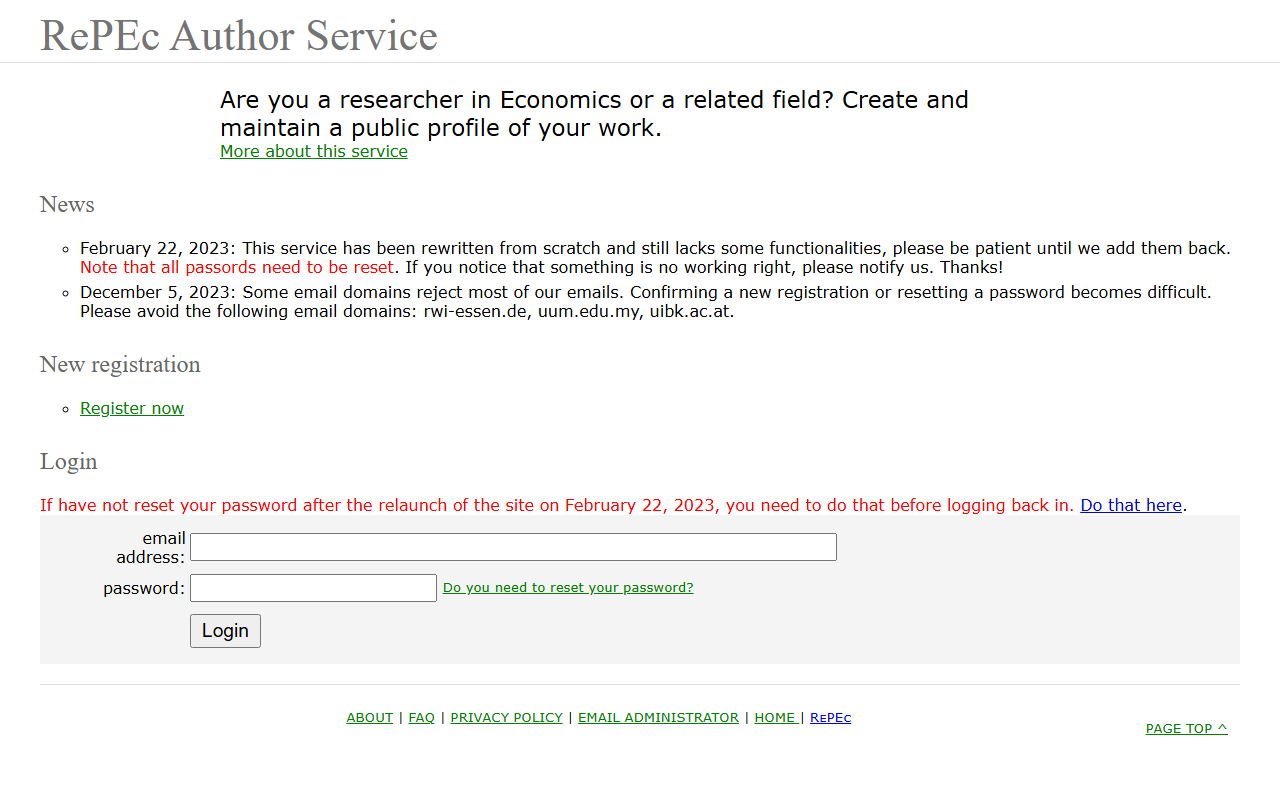 RePEc Author Service
Are you a researcher in Economics or a related field? Create and
maintain a public profile of your work.
More about this service
News
February 22, 2023: This service has been rewritten from scratch and still lacks some functionalities, please be patient until we add them back.
Note that all passords need to be reset. If you notice that something is no working right, please notify us. Thanks!
December 5, 2023: Some email domains reject most of our emails. Confirming a new registration or resetting a password becomes difficult.
Please avoid the following email domains: rwi-essen.de, uum.edu.my, uibk.ac.at.
New registration
Register now
Login
If have not reset your password after the relaunch of the site on February 22, 2023, you need to do that before logging back in. Do that here.
email
address:
password: Do you need to reset your password?
Login
ABOUT | FAQ | PRIVACY POLICY | EMAIL ADMINISTRATOR | HOME | RePEc
PAGE TOP ^